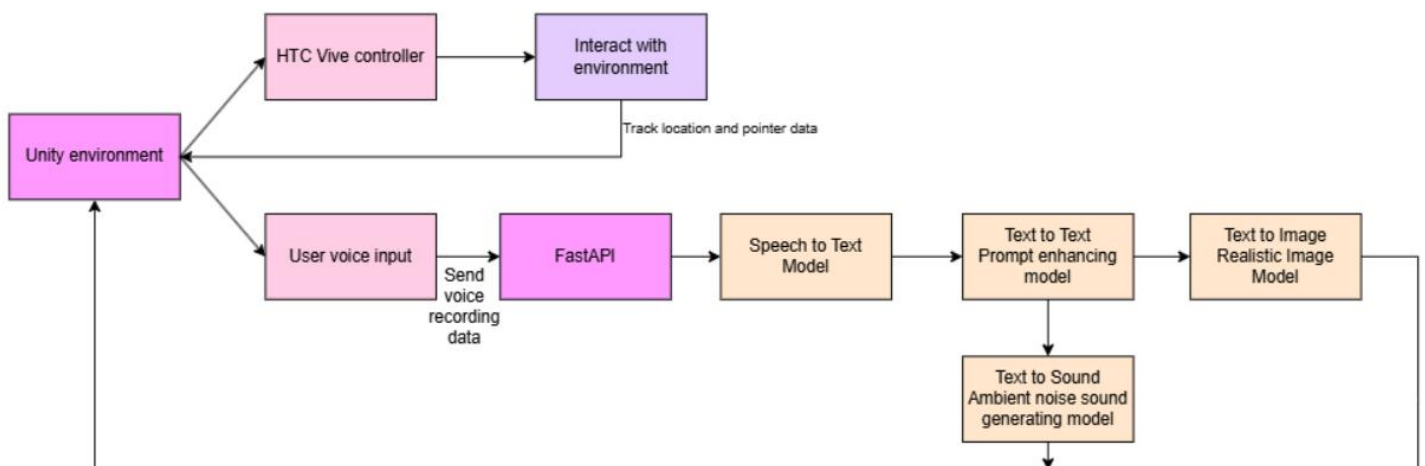 HTC Vive controller
Interact with
environment
Track location and pointer data
Unity environment
User voice input
Send
voice
recording
data
FastAPI
Speech to Text
Model
Text to Text
Prompt enhancing
model
Text to Image
Realistic Image
Model
Text to Sound
Ambient noise sound
generating model